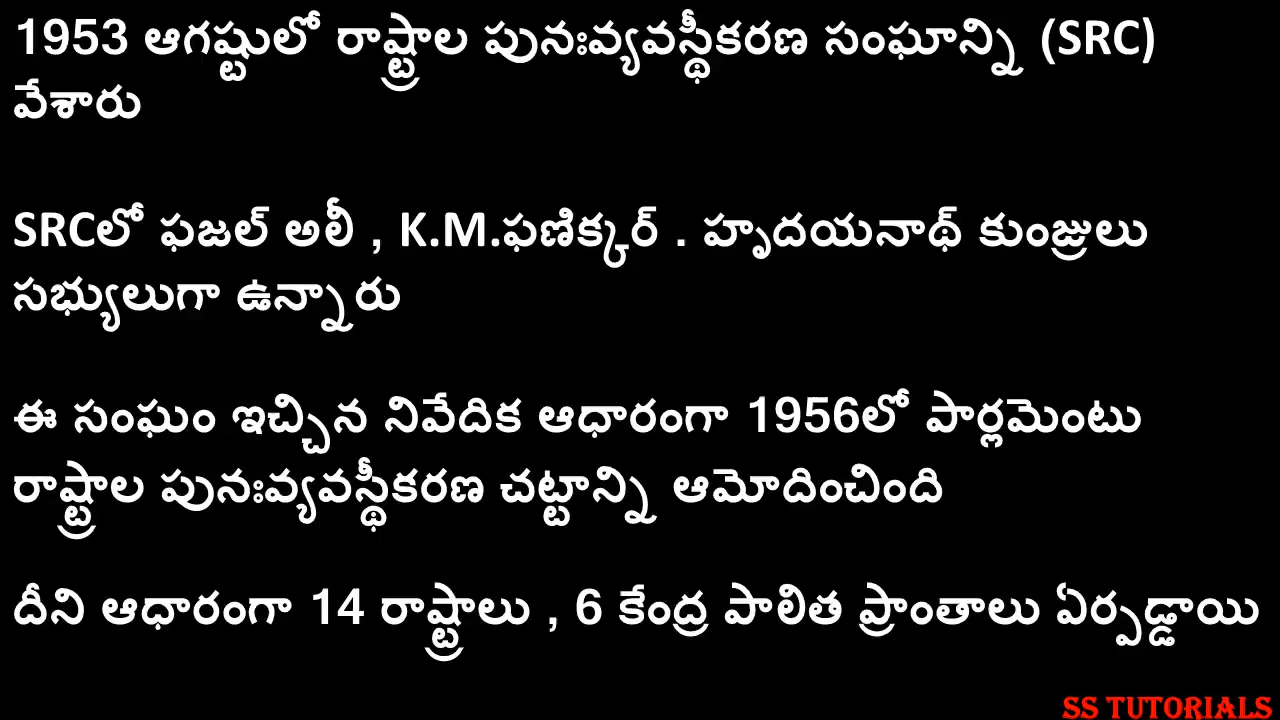 1953 ఆగష్టులో రాష్ట్రాల పునఃవ్యవస్థీకరణ సంఘాన్ని (SRC)
వేశారు
SRCలో ఫజల్ అలీ , K.M.ఫణిక్కర్ . హృదయనాథ్ కుంజ్రులు
సభ్యులుగా ఉన్నారు
ఈ సంఘం ఇచ్చిన నివేదిక ఆధారంగా 1956లో పార్లమెంటు
రాష్ట్రాల పునఃవ్యవస్థీకరణ చట్టాన్ని ఆమోదించింది
దీని ఆధారంగా 14 రాష్ట్రాలు , 6 కేంద్ర పాలిత ప్రాంతాలు ఏర్పడ్డాయి
SS TUTORIALS